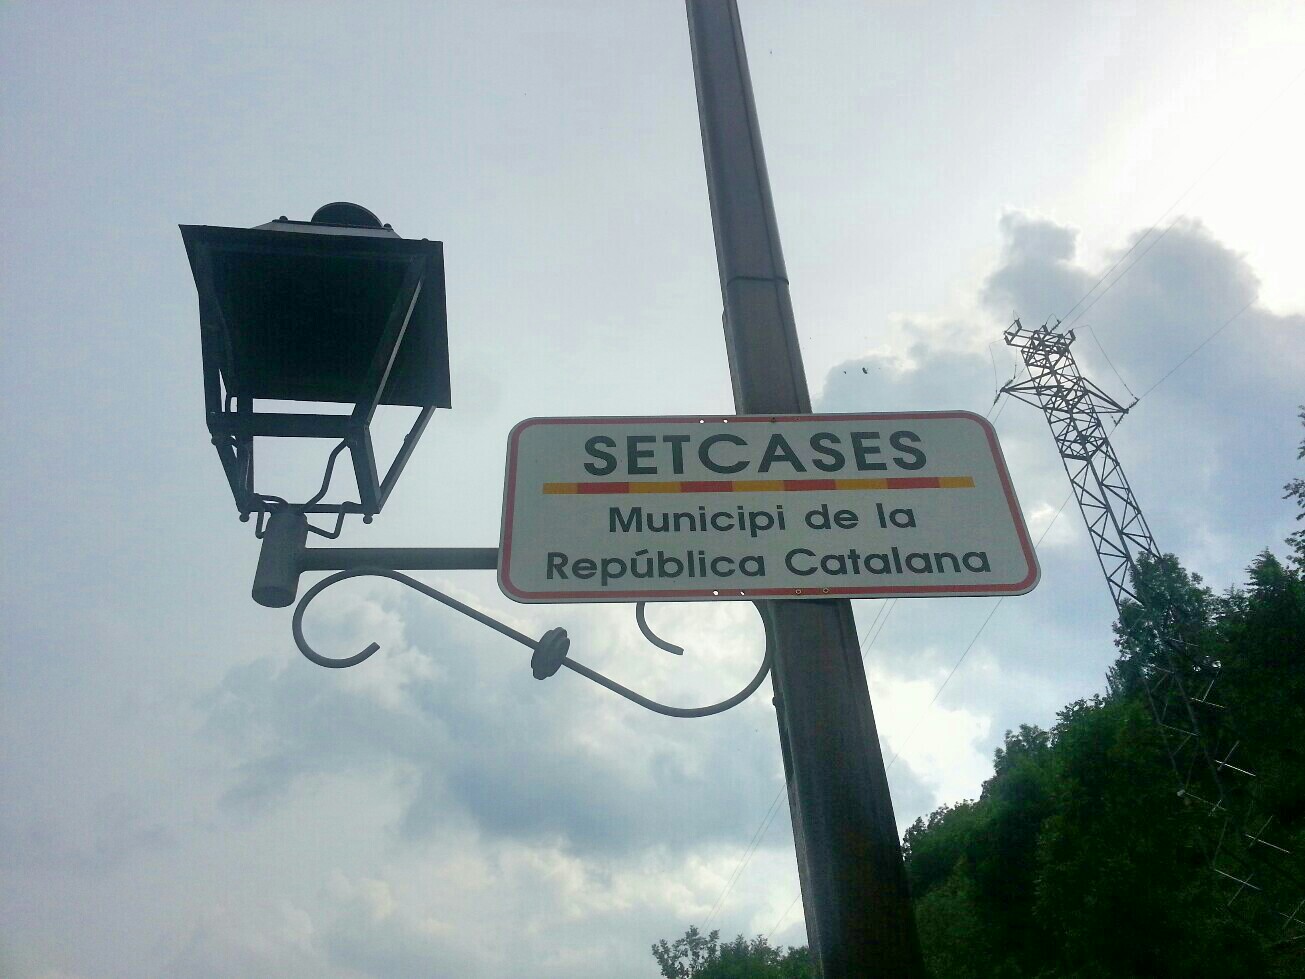 SETCASES
Municipi de la
República Catalana